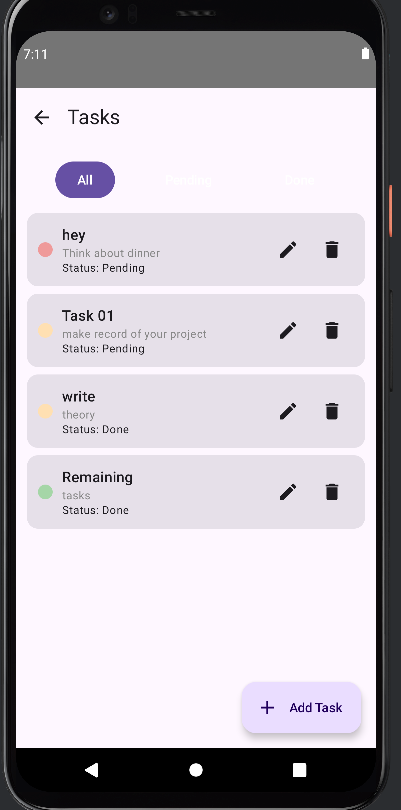 7:11
Tasks
All Pending Done
hey
Think about dinner
Status: Pending
Task 01
make record of your project
Status: Pending
write
theory
Status: Done
Remaining
tasks
Status: Done
Add Task